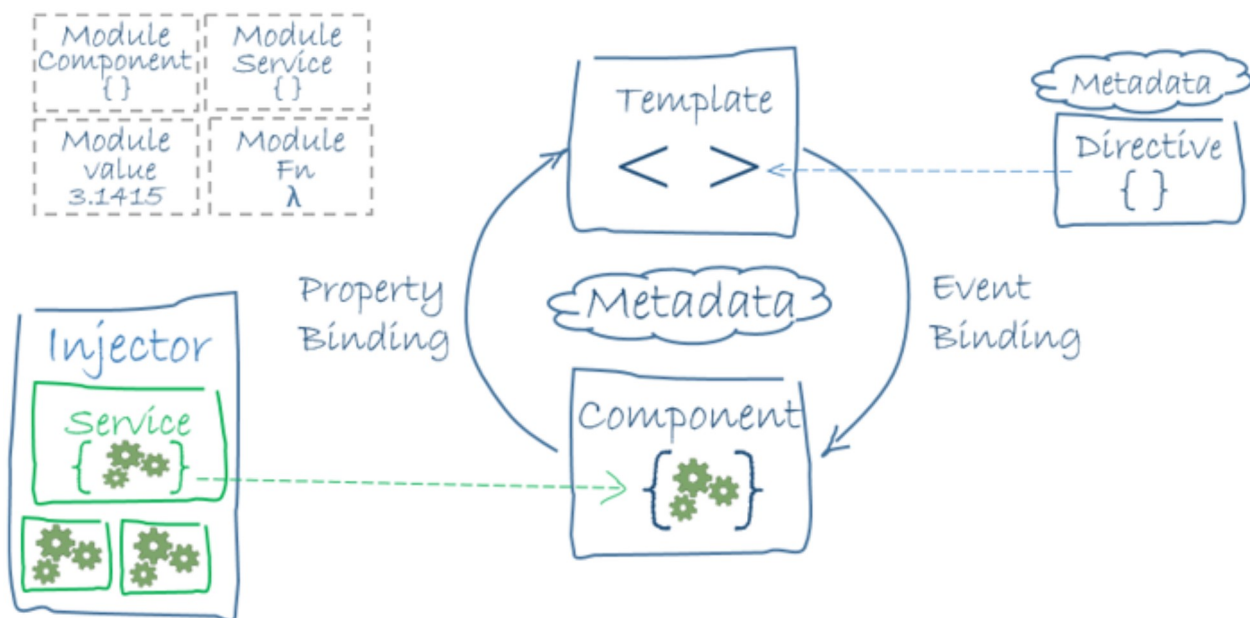 Module
Component
{ }
Module
Service
{ }
Module
value
3.1415
Module
Fn
λ
Template
< >
Metadata
Directive
{ }
Property
Binding
Metadata
Event
Binding
Injector
Service
{ }
Component
{ }